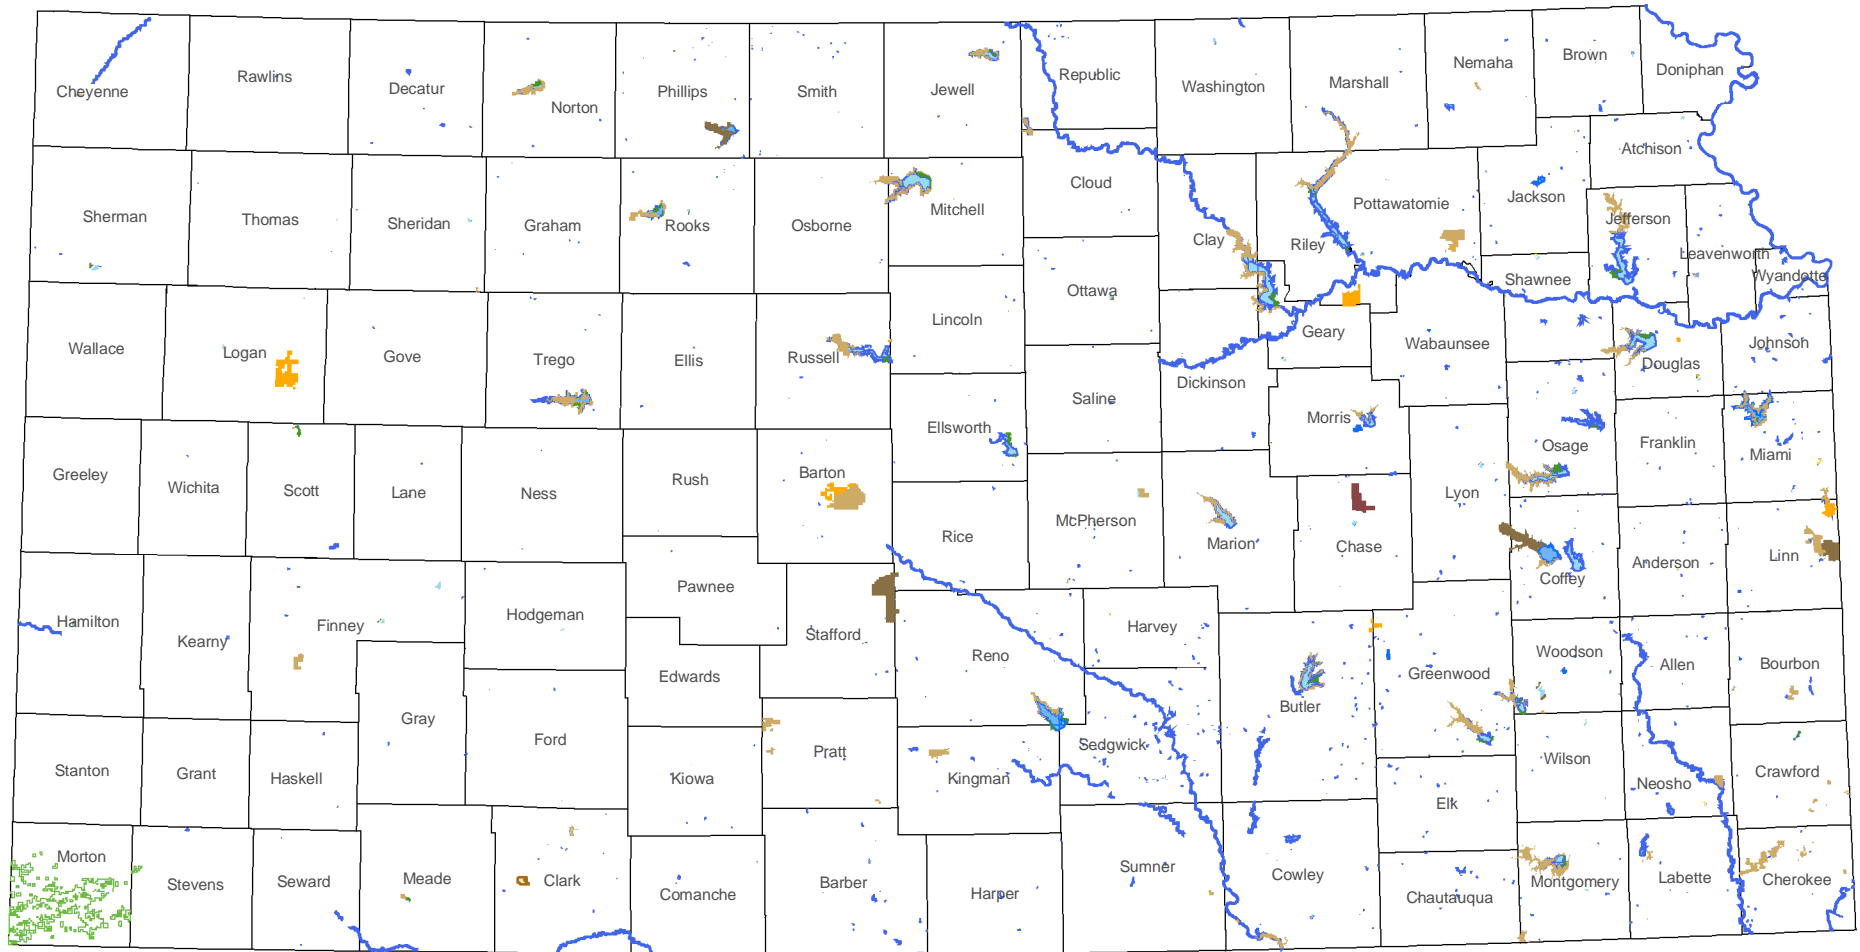 Cheyenne
Rawlins
Decatur
Norton
Phillips
Smith
Jewell
Republic
Washington
Marshall
Nemaha
Brown
Doniphan
Sherman
Thomas
Sheridan
Graham
Rooks
Osborne
Mitchell
Cloud
Clay
Riley
Pottawatomie
Jackson
Atchison
Jefferson
Leavenworth
Wyandotte
Shawnee
Wallace
Logan
Gove
Trego
Ellis
Russell
Lincoln
Ottawa
Saline
Dickinson
Geary
Wabaunsee
Douglas
Johnson
Greeley
Wichita
Scott
Lane
Ness
Rush
Barton
Ellsworth
Rice
McPherson
Marion
Morris
Chase
Lyon
Osage
Franklin
Miami
Coffey
Anderson
Linn
Hamilton
Kearny
Finney
Hodgeman
Pawnee
Stafford
Edwards
Gray
Ford
Reno
Harvey
Sedgwick
Butler
Greenwood
Woodson
Allen
Bourbon
Stanton
Grant
Haskell
Kiowa
Pratt
Kingman
Elk
Wilson
Neosho
Crawford
Morton
Stevens
Seward
Meade
Clark
Comanche
Barber
Harper
Sumner
Cowley
Chautauqua
Montgomery
Labette
Cherokee